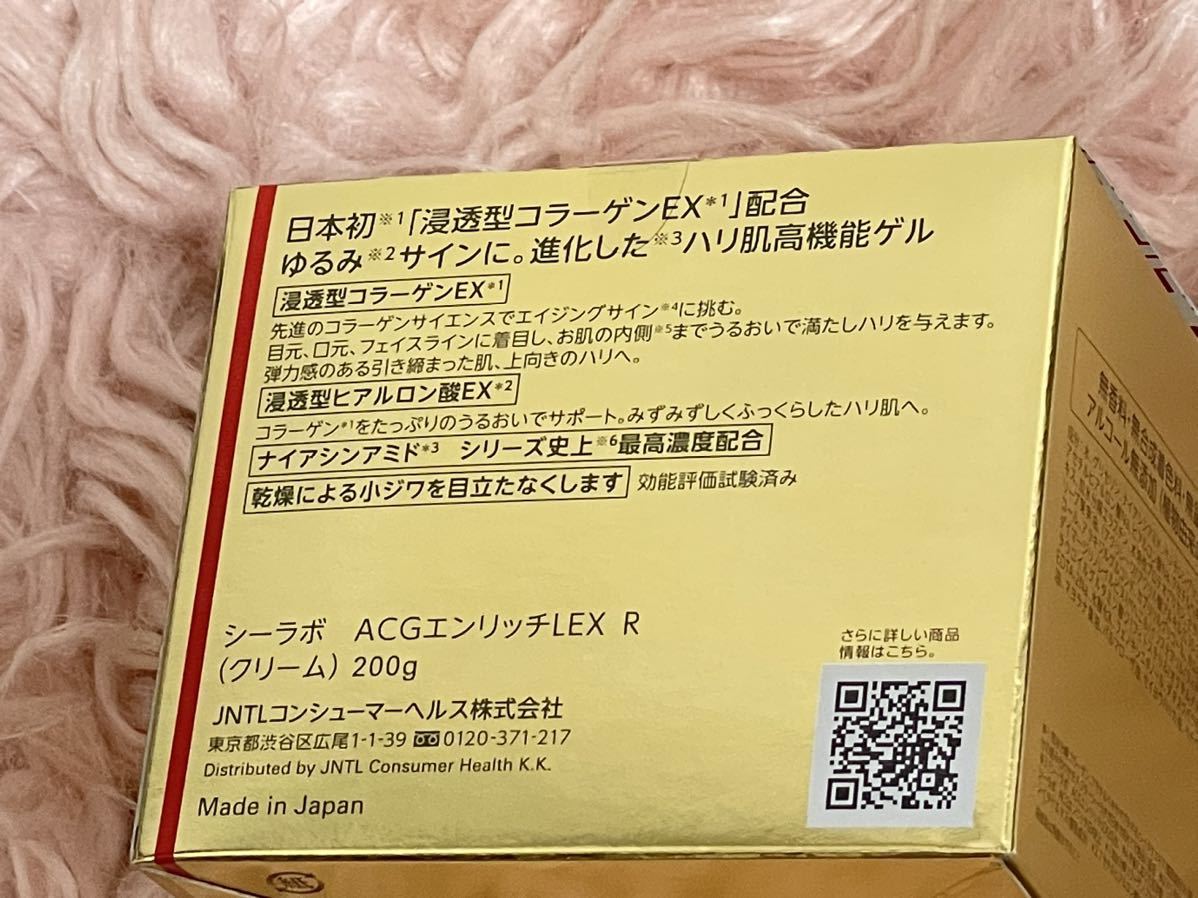 日本初※1「浸透型コラーゲンEX*1」配合
ゆるみ※2サインに。進化した※3ハリ肌高機能ゲル
浸透型コラーゲンEX*1
先進のコラーゲンサイエンスでエイジングサイン※4に挑む。
目元、口元、フェイスラインに着目し、お肌の内側※5までうるおいで満たしハリを与えます。
弾力感のある引き締まった肌、上向きのハリへ。
浸透型ヒアルロン酸EX*2
コラーゲン*1をたっぷりのうるおいでサポート。みずみずしくふっくらしたハリ肌へ。
ナイアシンアミド*3 シリーズ史上※6最高濃度配合
乾燥による小ジワを目立たなくします 効能評価試験済み
シーラボ ACGエンリッチLEX R
(クリーム) 200g
JNTLコンシューマーヘルス株式会社
東京都渋谷区広尾1-1-39 0120-371-217
Distributed by JNTL Consumer Health K.K.
Made in Japan
さらに詳しい商品
情報はこちら。
無香料・無合成着色料・
アルコール無添加